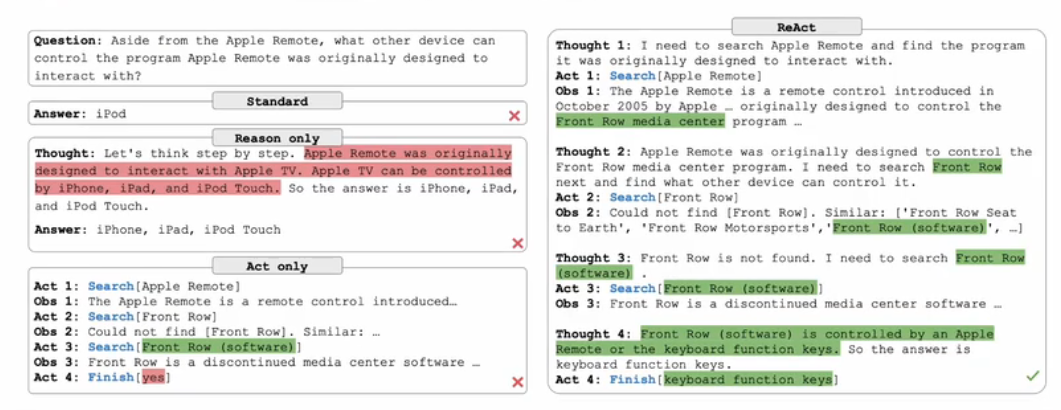 Question: Aside from the Apple Remote, what other device can
control the program Apple Remote was originally designed to
interact with?
Standard
Answer: iPod
Reason only
Thought: Let's think step by step. Apple Remote was originally
designed to interact with Apple TV. Apple TV can be controlled
by iPhone, iPad, and iPod Touch. So the answer is iPhone, iPad,
and iPod Touch.
Answer: iPhone, iPad, iPod Touch
Act only
Act 1: Search[Apple Remote]
Obs 1: The Apple Remote is a remote control introduced…
Act 2: Search[Front Row]
Obs 2: Could not find [Front Row]. Similar: …
Act 3: Search[Front Row (software)]
Obs 3: Front Row is a discontinued media center software …
Act 4: Finish[yes]
ReAct
Thought 1: I need to search Apple Remote and find the program
it was originally designed to interact with.
Act 1: Search[Apple Remote]
Obs 1: The Apple Remote is a remote control introduced in
October 2005 by Apple … originally designed to control the
Front Row media center program …
Thought 2: Apple Remote was originally designed to control the
Front Row media center program. I need to search Front Row
next and find what other device can control it.
Act 2: Search[Front Row]
Obs 2: Could not find [Front Row]. Similar: ['Front Row Seat
to Earth', 'Front Row Motorsports','Front Row (software)', …]
Thought 3: Front Row is not found. I need to search Front Row
(software) .
Act 3: Search[Front Row (software)]
Obs 3: Front Row is a discontinued media center software …
Thought 4: Front Row (software) is controlled by an Apple
Remote or the keyboard function keys. So the answer is
keyboard function keys.
Act 4: Finish[keyboard function keys]